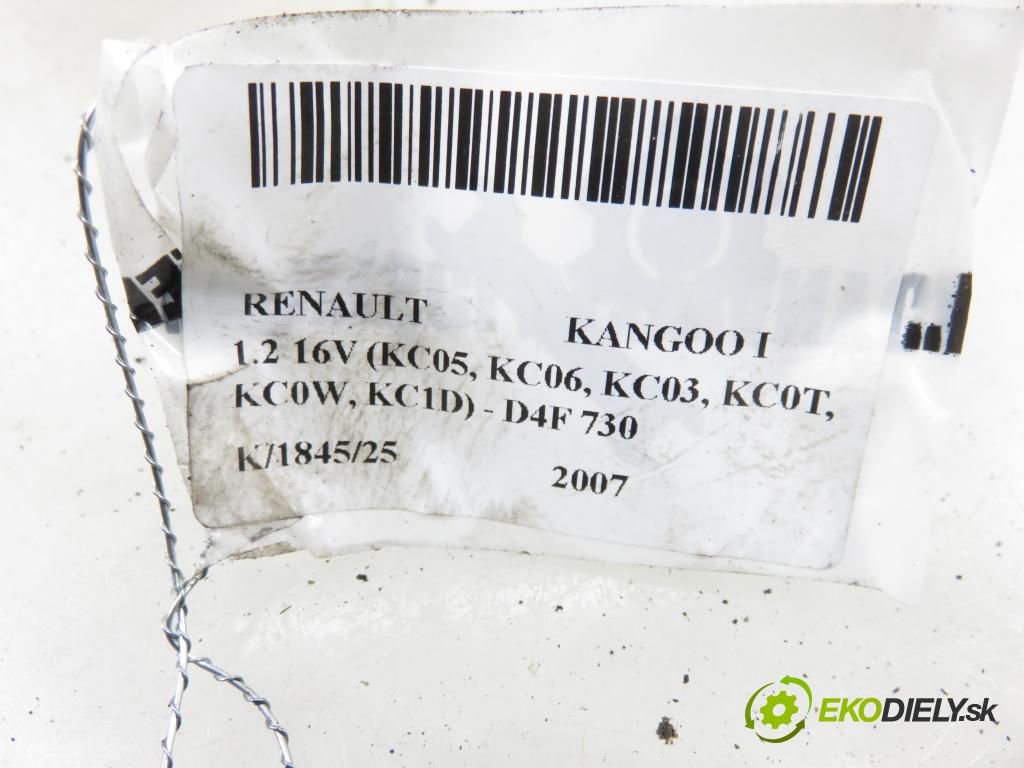 RENAULT KANGOO I
1.2 16V (KC05, KC06, KC03, KC0T,
KC0W, KC1D) - D4F 730
K/1845/25 2007
EKODIELY.sk